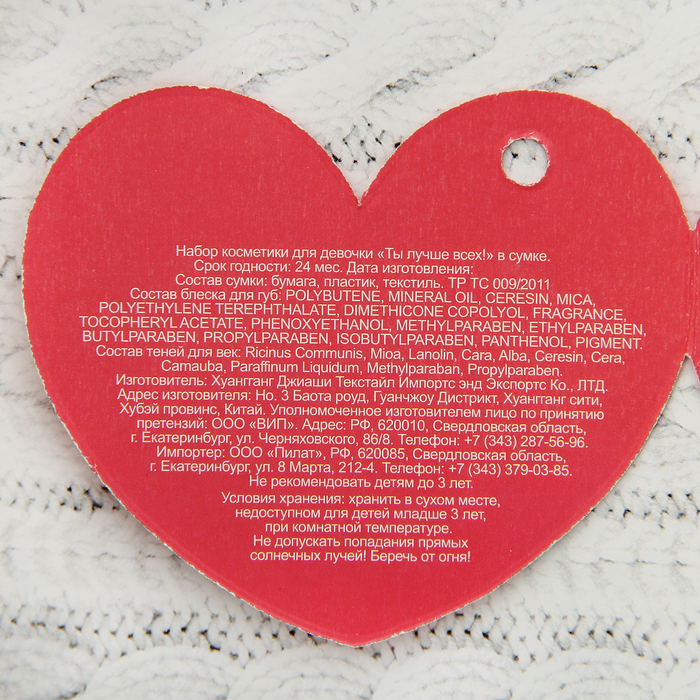 Набор косметики для девочки «Ты лучше всех!» в сумке.
Срок годности: 24 мес. Дата изготовления:
Состав сумки: бумага, пластик, текстиль. ТР ТС 009/2011
Состав блеска для губ: POLYBUTENE, MINERAL OIL, CERESIN, MICA,
POLYETHYLENE TEREPHTHALATE, DIMETHICONE COPOLYOL, FRAGRANCE,
TOCOPHERYL ACETATE, PHENOXYETHANOL, METHYLPARABEN, ETHYLPARABEN,
BUTYLPARABEN, PROPYLPARABEN, ISOBUTYLPARABEN, PANTHENOL, PIGMENT.
Состав теней для век: Ricinus Communis, Mioa, Lanolin, Cara, Alba, Ceresin, Cera,
Camauba, Paraffinum Liquidum, Methylparaban, Propylparaben.
Изготовитель: Хуангганг Джиаши Текстайл Импортс энд Экспортс Ко., ЛТД.
Адрес изготовителя: Но. 3 Баота роуд, Гуанчжоу Дистрикт, Хуангганг сити,
Хубэй провинс, Китай. Уполномоченное изготовителем лицо по принятию
претензий: ООО «ВИП». Адрес: РФ, 620010, Свердловская область,
г. Екатеринбург, ул. Черняховского, 86/8. Телефон: +7 (343) 287-56-96.
Импортер: ООО «Пилат», РФ, 620085, Свердловская область,
г. Екатеринбург, ул. 8 Марта, 212-4. Телефон: +7 (343) 379-03-85.
Не рекомендовать детям до 3 лет.
Условия хранения: хранить в сухом месте,
недоступном для детей младше 3 лет,
при комнатной температуре.
Не допускать попадания прямых
солнечных лучей! Беречь от огня!